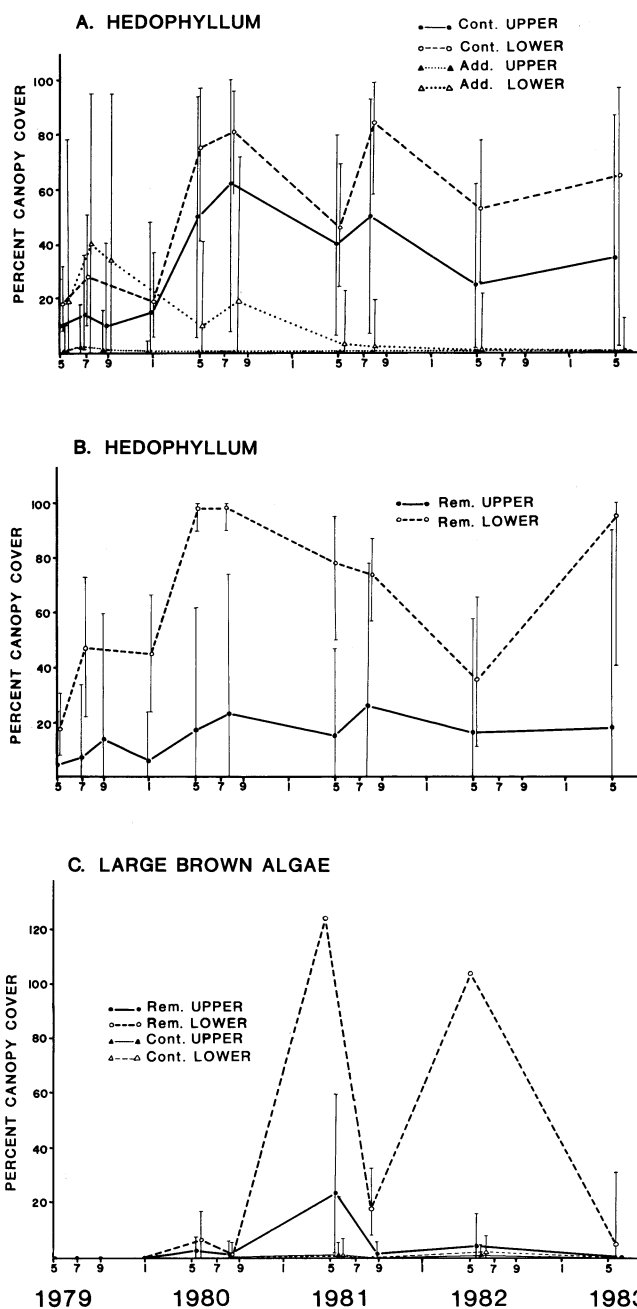 A. HEDOPHYLLUM
Cont. UPPER
Cont. LOWER
Add. UPPER
Add. LOWER
PERCENT CANOPY COVER
100
80
60
40
20
5 7 9 1 5 7 9 1 5 7 9 1 5 7 9 1 5
B. HEDOPHYLLUM
Rem. UPPER
Rem. LOWER
PERCENT CANOPY COVER
100
80
60
40
20
5 7 9 1 5 7 9 1 5 7 9 1 5 7 9 1 5
C. LARGE BROWN ALGAE
Rem. UPPER
Rem. LOWER
Cont. UPPER
Cont. LOWER
PERCENT CANOPY COVER
120
100
80
60
40
20
5 7 9 1 5 7 9 1 5 7 9 1 5 7 9 1 5
1979 1980 1981 1982 1983